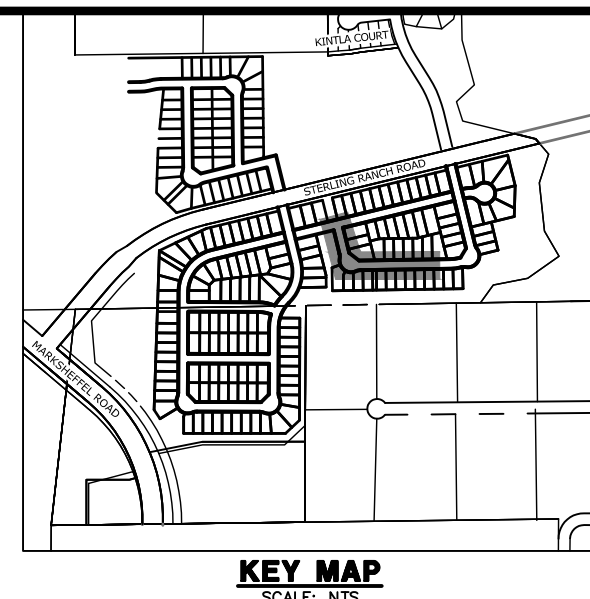 KINTLA COURT
STERLING RANCH ROAD
MARKSHEFFEL ROAD
KEY MAP
SCALE: NTS